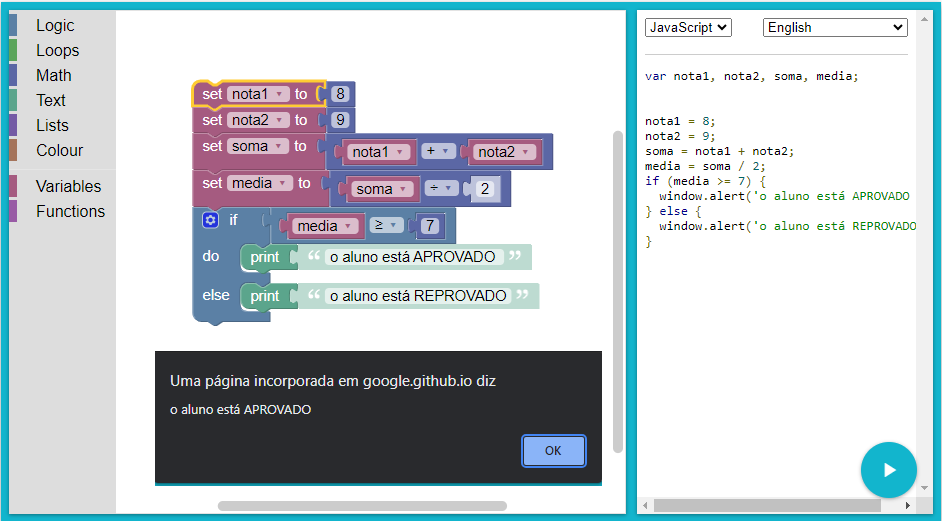 Logic
Loops
Math
Text
Lists
Colour
Variables
Functions
set nota1 to 8
set nota2 to 9
set soma to nota1 + nota2
set media to soma ÷ 2
if media ≥ 7
do print “ o aluno está APROVADO ”
else print “ o aluno está REPROVADO ”
Uma página incorporada em google.github.io diz
o aluno está APROVADO
OK
JavaScript English
var nota1, nota2, soma, media;
nota1 = 8;
nota2 = 9;
soma = nota1 + nota2;
media = soma / 2;
if (media >= 7) {
window.alert('o aluno está APROVADO
} else {
window.alert('o aluno está REPROVADO
}